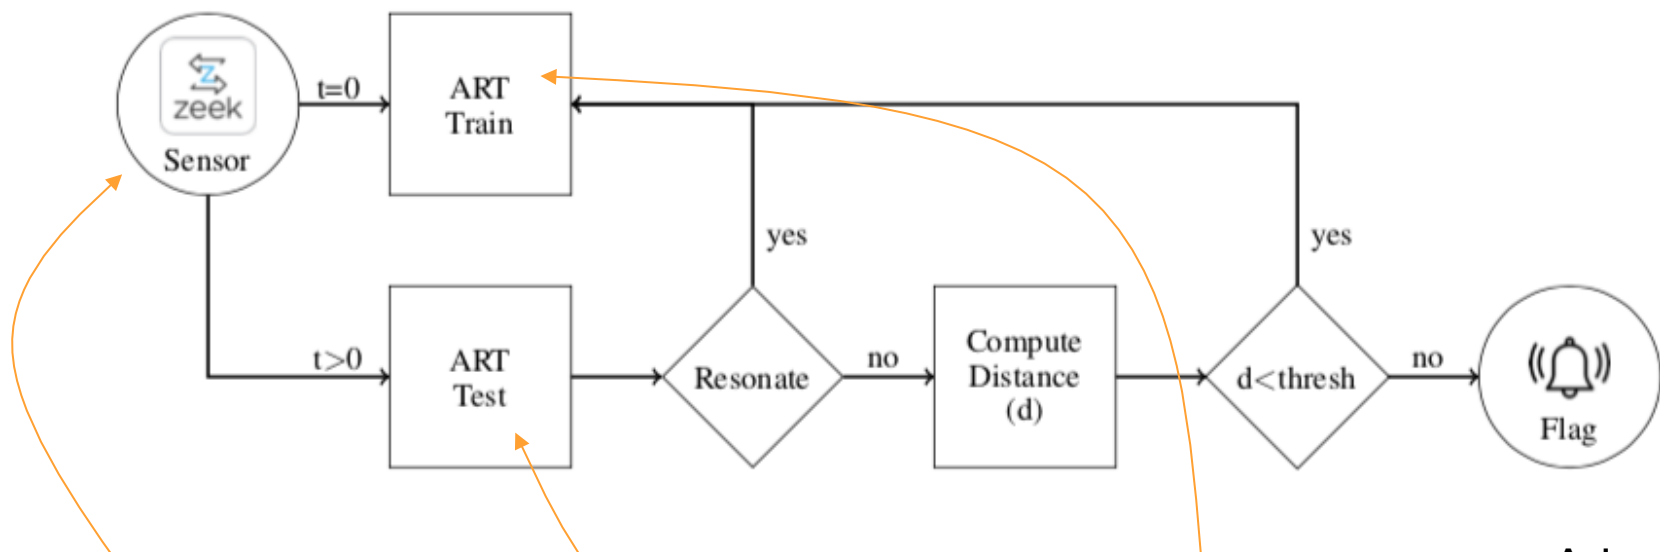 zeek
Sensor
t=0
ART
Train
yes
yes
t>0
ART
Test
Resonate
no
Compute
Distance
(d)
d<thresh
no
Flag